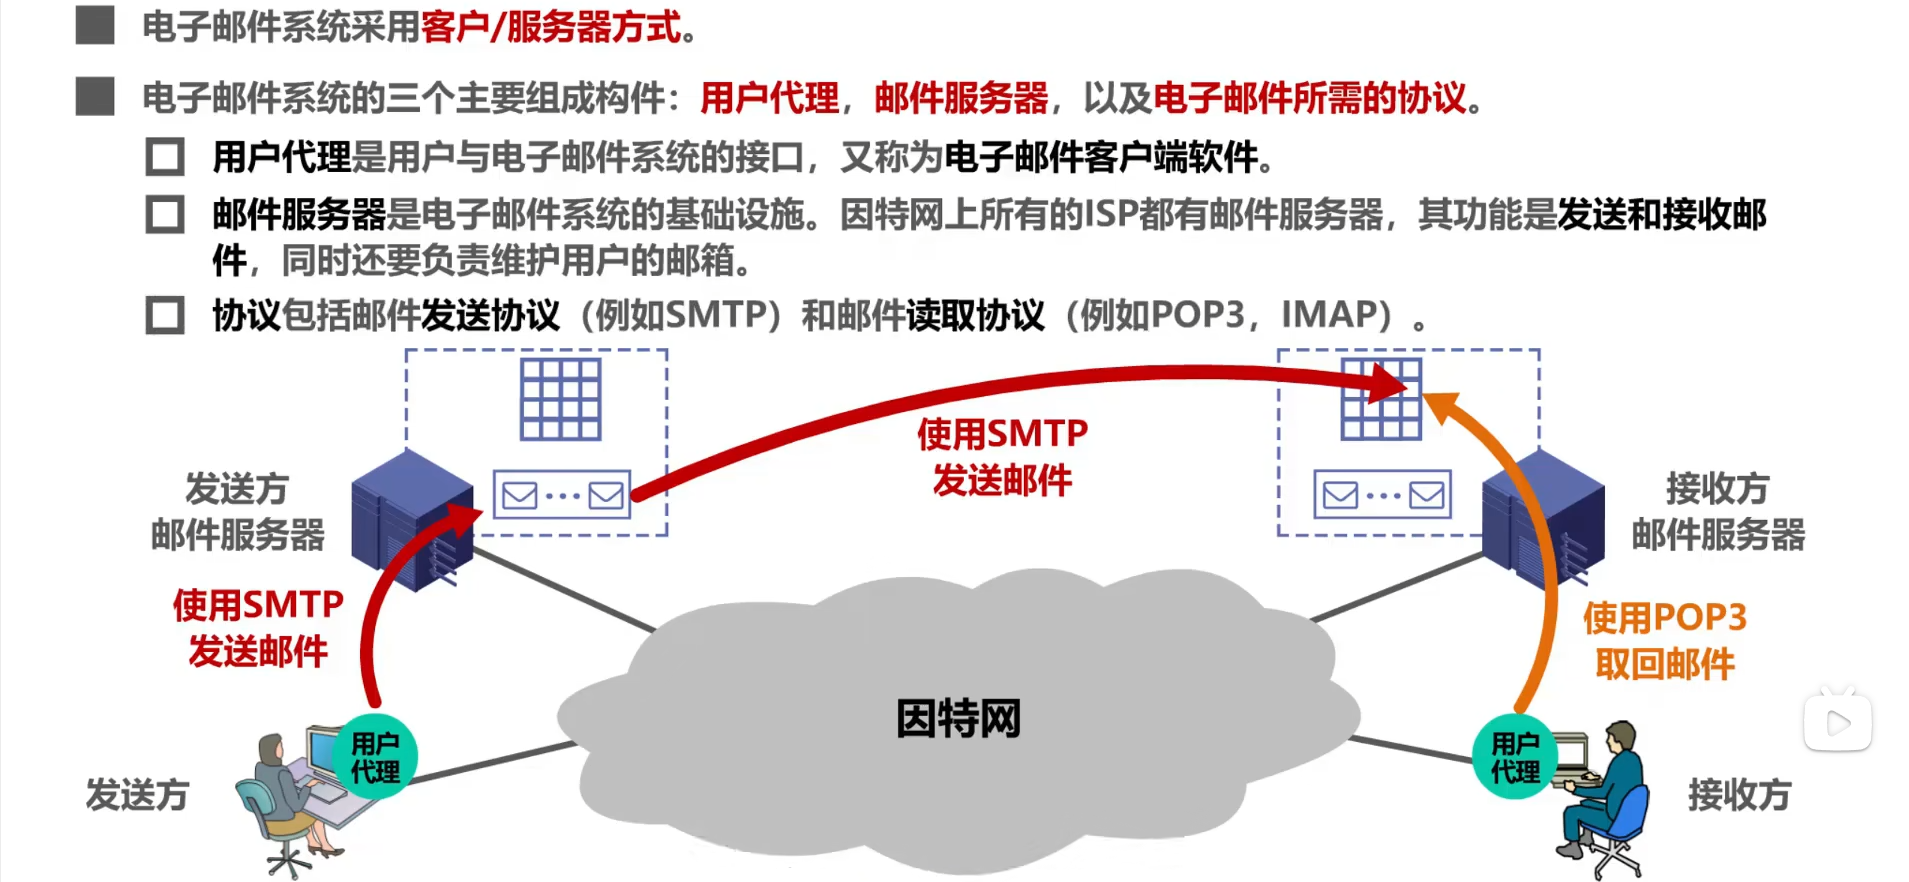 电子邮件系统采用客户/服务器方式。
电子邮件系统的三个主要组成构件：用户代理，邮件服务器，以及电子邮件所需的协议。
用户代理是用户与电子邮件系统的接口，又称为电子邮件客户端软件。
邮件服务器是电子邮件系统的基础设施。因特网上所有的ISP都有邮件服务器，其功能是发送和接收邮
件，同时还要负责维护用户的邮箱。
协议包括邮件发送协议（例如SMTP）和邮件读取协议（例如POP3，IMAP）。
使用SMTP
发送邮件
发送方
邮件服务器
接收方
邮件服务器
使用SMTP
发送邮件
使用POP3
取回邮件
因特网
用户
代理
用户
代理
发送方
接收方